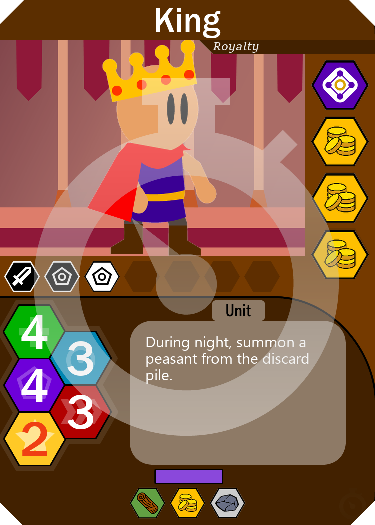 King
Royalty
Unit
During night, summon a
peasant from the discard
pile.
4
3
4
3
2